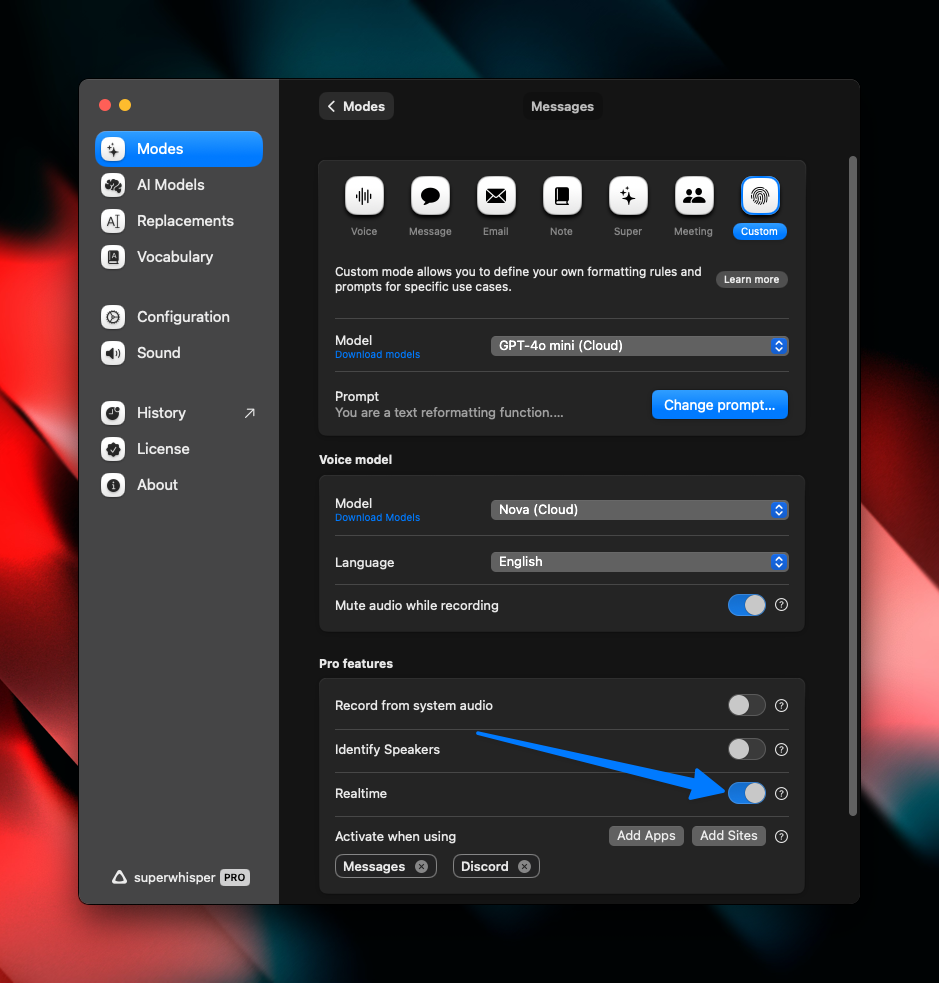 Modes
AI Models
Replacements
Vocabulary
Configuration
Sound
History
License
About
superwhisper PRO
Modes
Messages
Voice
Message
Email
Note
Super
Meeting
Custom
Custom mode allows you to define your own formatting rules and
prompts for specific use cases.
Learn more
Model
Download models
GPT-4o mini (Cloud)
Prompt
You are a text reformatting function....
Change prompt...
Voice model
Model
Download Models
Nova (Cloud)
Language
English
Mute audio while recording
Pro features
Record from system audio
Identify Speakers
Realtime
Activate when using
Add Apps
Add Sites
Messages
Discord